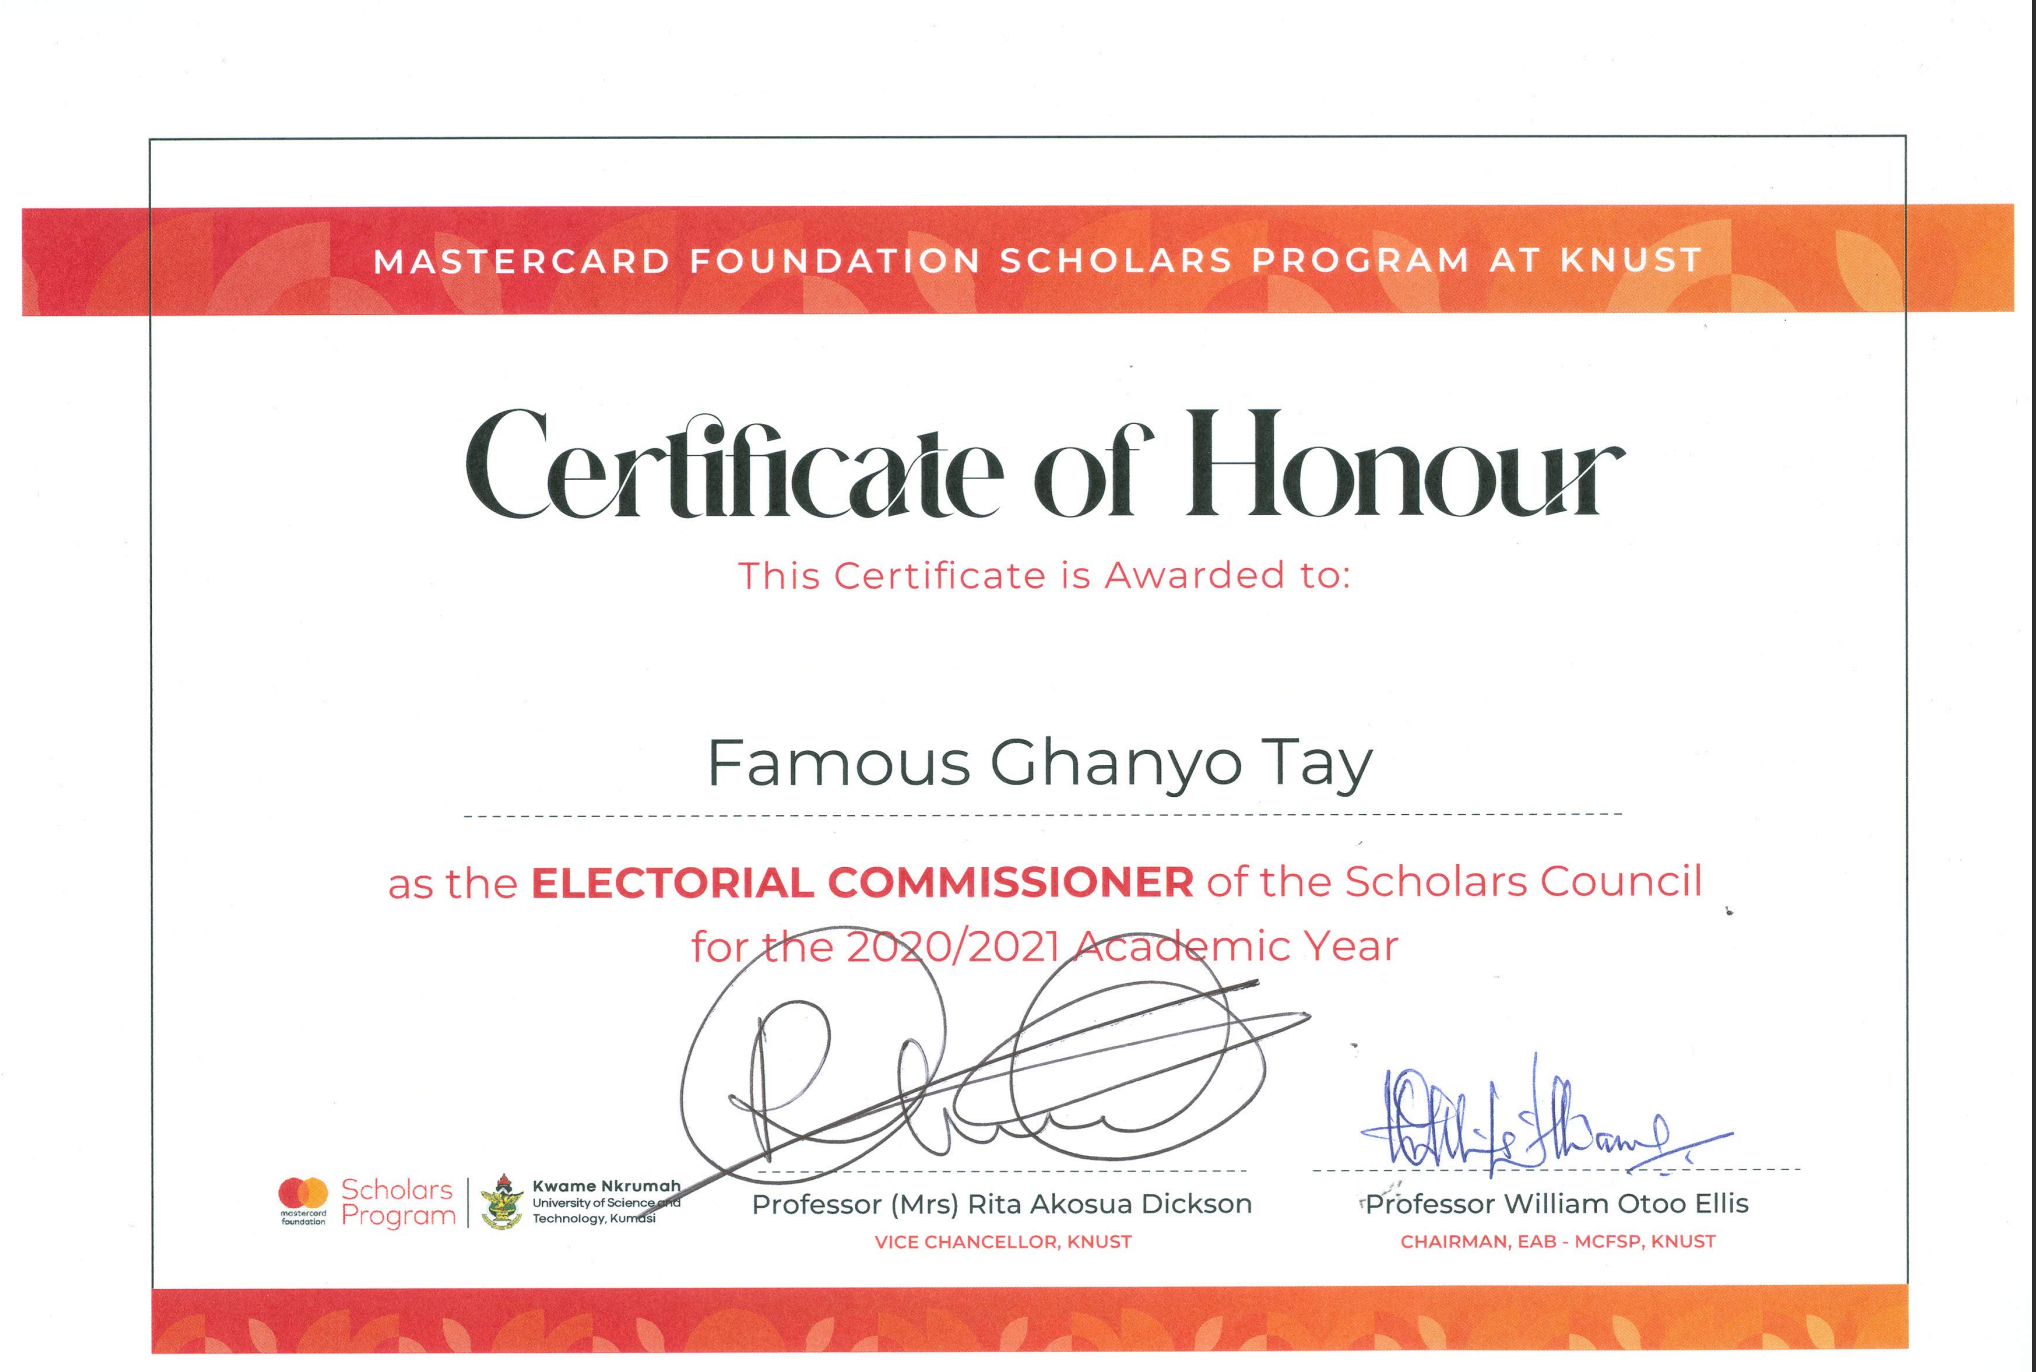 MASTERCARD FOUNDATION SCHOLARS PROGRAM AT KNUST
Certificate of Honour
This Certificate is Awarded to:
Famous Ghanyo Tay
as the ELECTORIAL COMMISSIONER of the Scholars Council
for the 2020/2021 Academic Year
mastercard
foundation
Scholars
Program
Kwame Nkrumah
University of Science and
Technology, Kumasi
Professor (Mrs) Rita Akosua Dickson
VICE CHANCELLOR, KNUST
Professor William Otoo Ellis
CHAIRMAN, EAB - MCFSP, KNUST